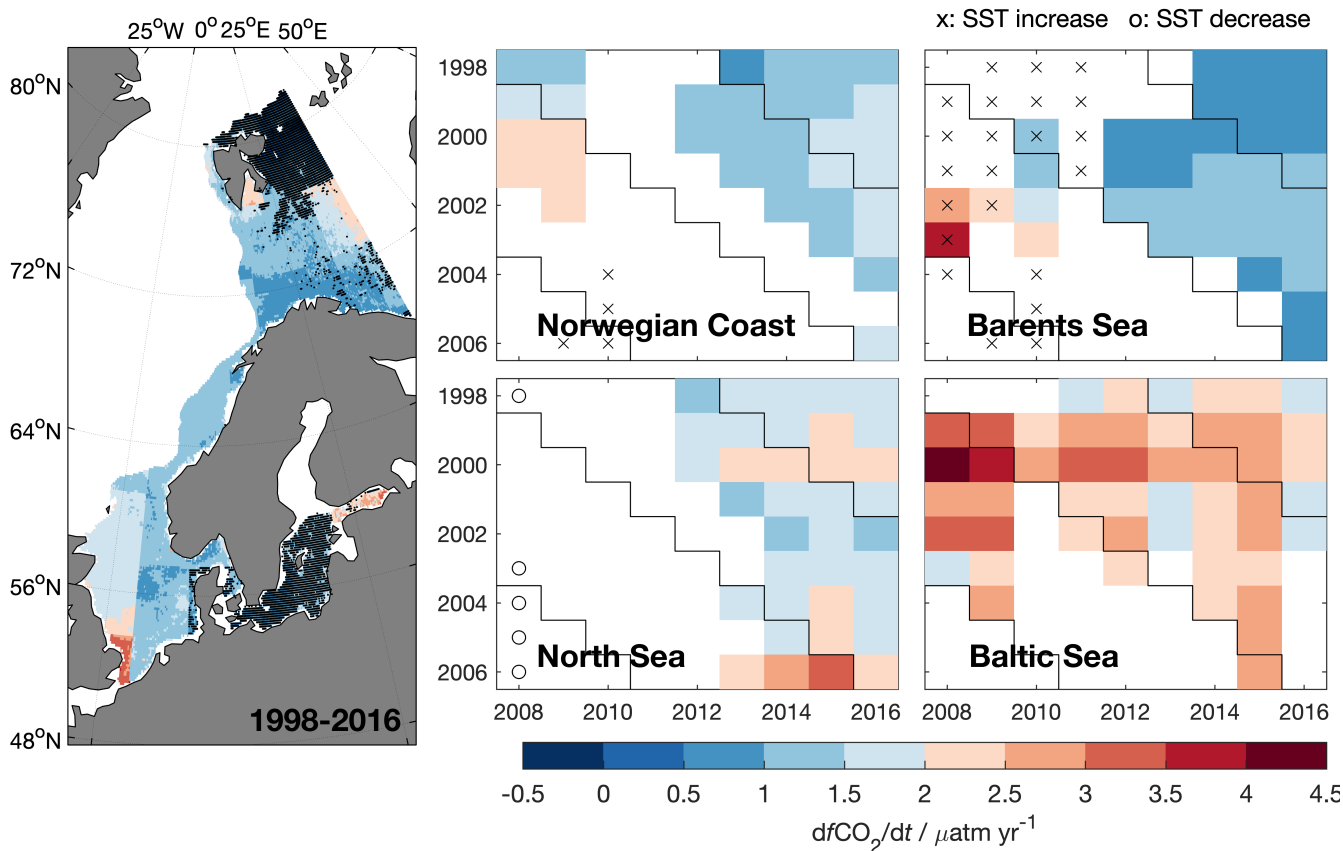 x: SST increase o: SST decrease
25°W 0° 25°E 50°E
80°N
72°N
64°N
56°N
48°N
1998-2016
1998
2000
2002
2004
2006
Norwegian Coast
Barents Sea
1998
2000
2002
2004
2006
North Sea
Baltic Sea
2008 2010 2012 2014 2016
2008 2010 2012 2014 2016
-0.5 0 0.5 1 1.5 2 2.5 3 3.5 4 4.5
dfCO₂/dt / μatm yr⁻¹